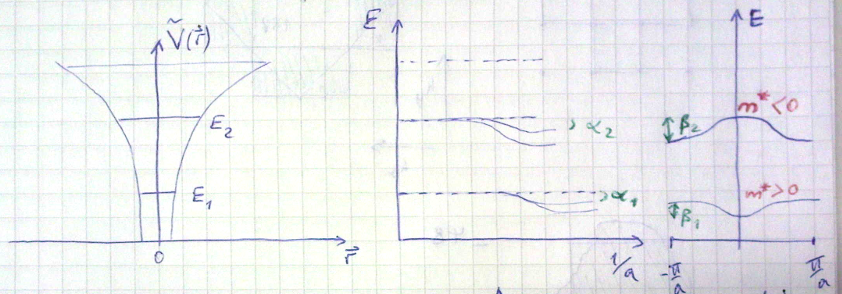 Ṽ(r⃗)
E₂
E₁
0
r⃗
E
α₂
α₁
1/a
E
m* < 0
β₂
m* > 0
β₁
-π/a
π/a